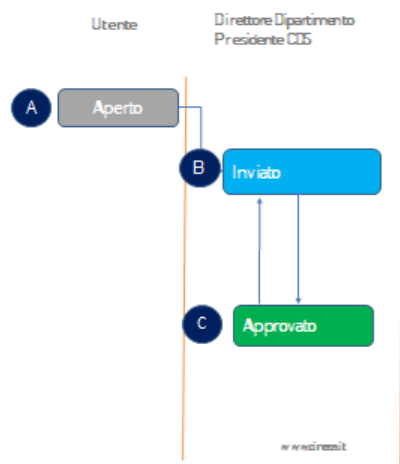 Utente
Direttore Dipartimento
Presidente CDS
A
Aperto
B
Inviato
C
Approvato
www.cineca.it